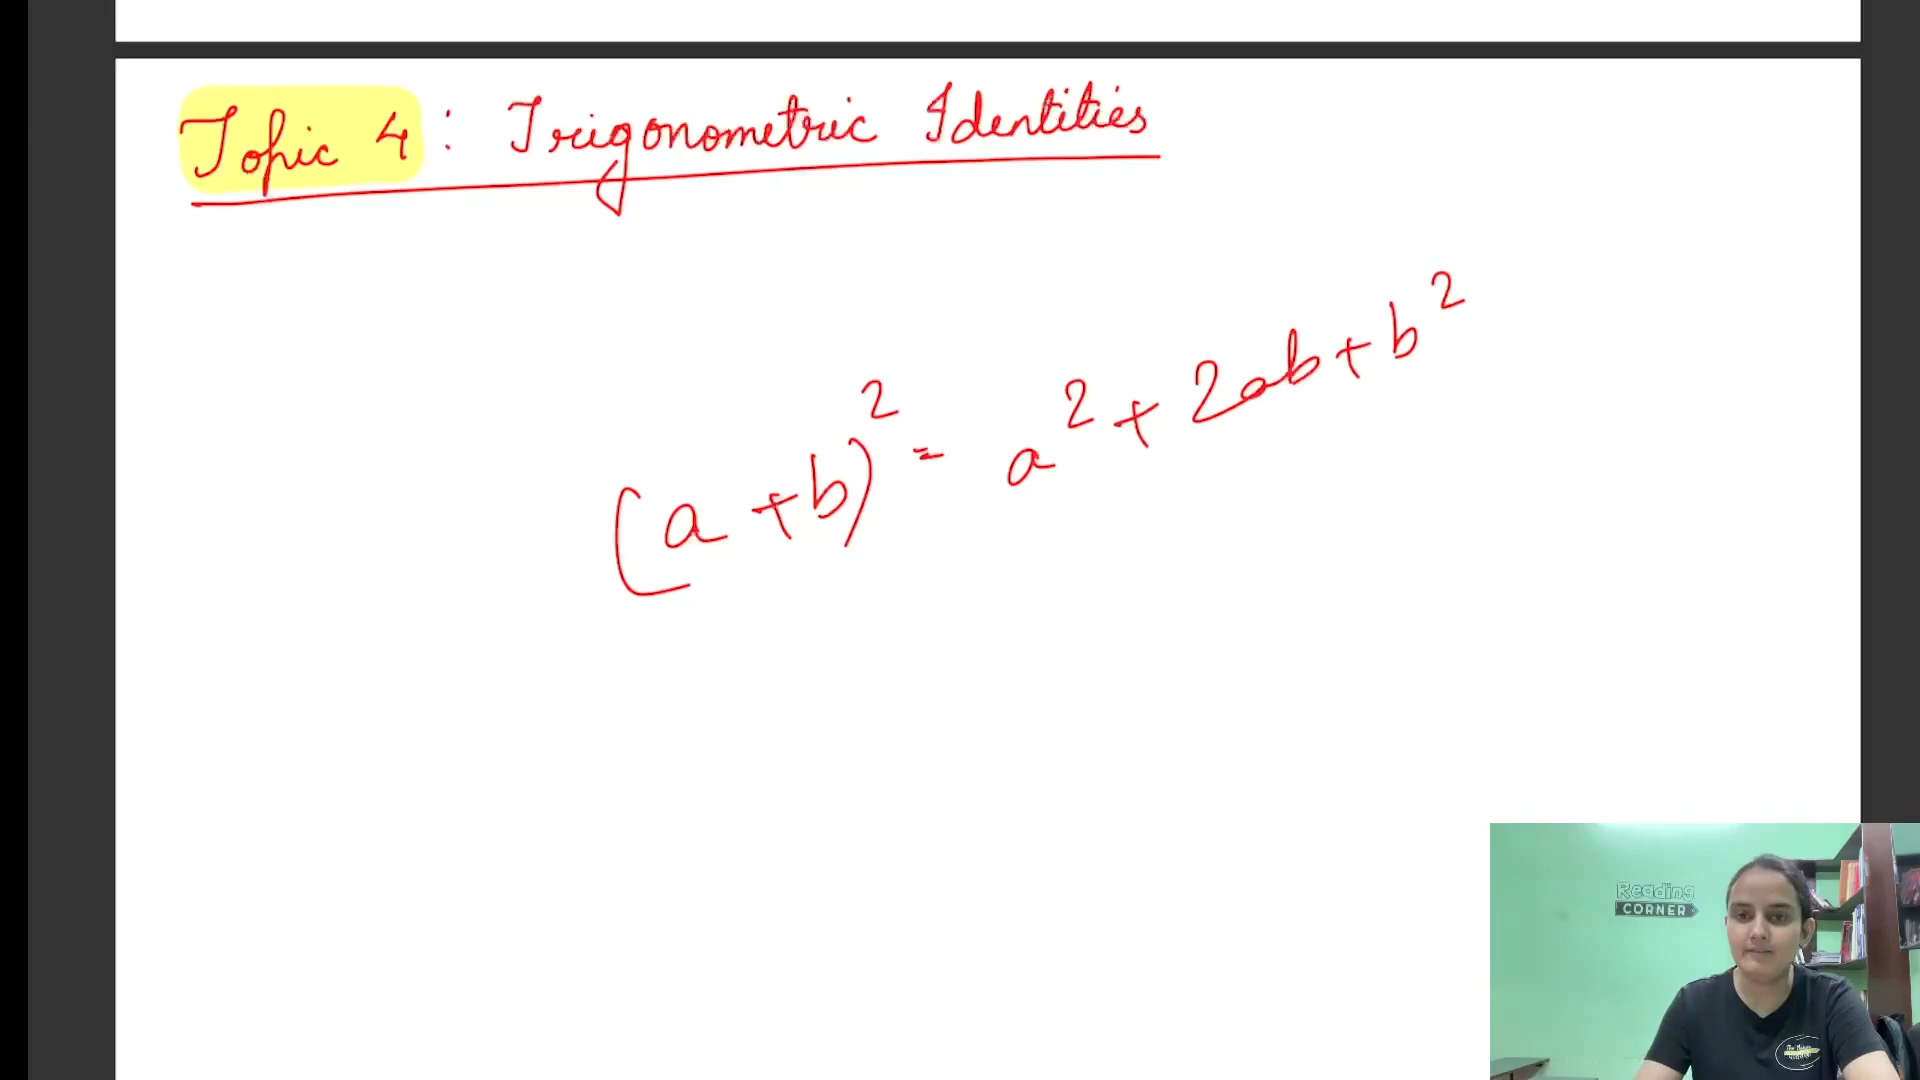 Topic 4 : Trigonometric Identities
(a + b)² = a² + 2ab + b²
Reading
CORNER